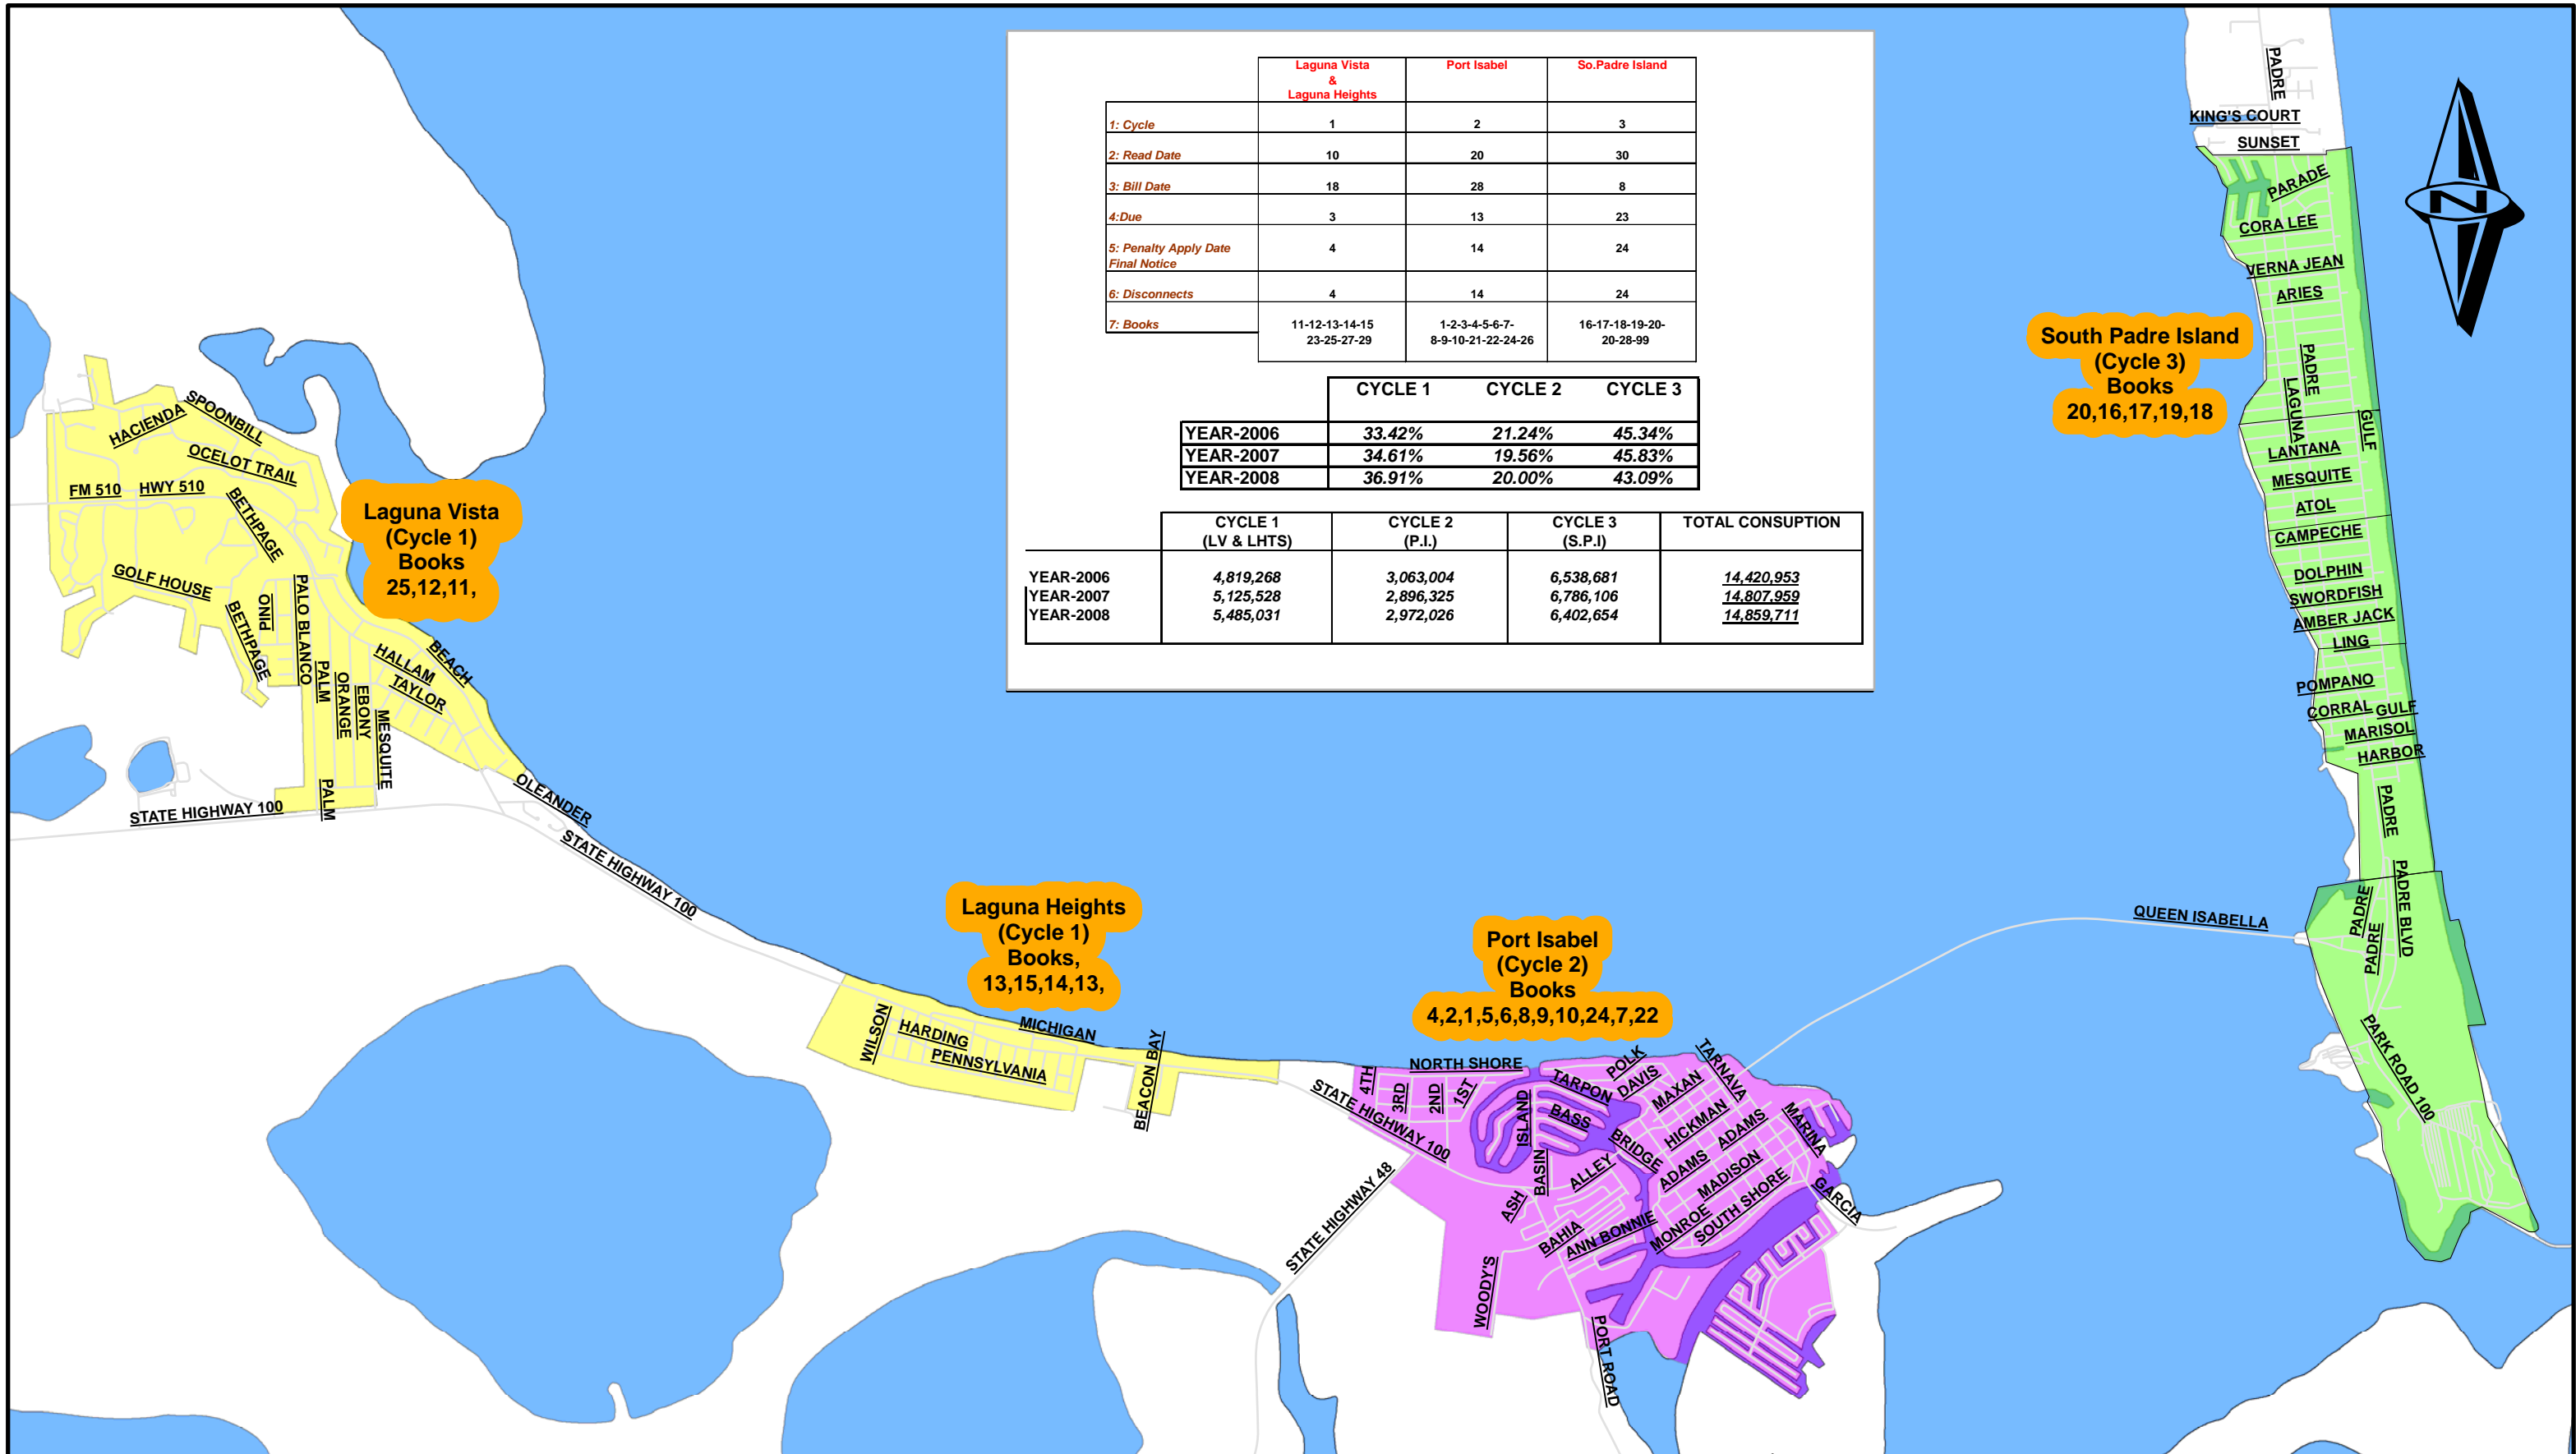 Laguna Vista
&
Laguna Heights
Port Isabel
So.Padre Island
1: Cycle 1 2 3
2: Read Date 10 20 30
3: Bill Date 18 28 8
4:Due 3 13 23
5: Penalty Apply Date 4 14 24
Final Notice
6: Disconnects 4 14 24
7: Books 11-12-13-14-15 1-2-3-4-5-6-7- 16-17-18-19-20-
23-25-27-29 8-9-10-21-22-24-26 20-28-99
CYCLE 1 CYCLE 2 CYCLE 3
YEAR-2006 33.42% 21.24% 45.34%
YEAR-2007 34.61% 19.56% 45.83%
YEAR-2008 36.91% 20.00% 43.09%
CYCLE 1 CYCLE 2 CYCLE 3 TOTAL CONSUPTION
(LV & LHTS) (P.I.) (S.P.I)
YEAR-2006 4,819,268 3,063,004 6,538,681 14,420,953
YEAR-2007 5,125,528 2,896,325 6,786,106 14,807,959
YEAR-2008 5,485,031 2,972,026 6,402,654 14,859,711
Laguna Vista
(Cycle 1)
Books
25,12,11,
HACIENDA
SPOONBILL
OCELOT TRAIL
FM 510
HWY 510
BETHPAGE
GOLF HOUSE
BETHPAGE
PINO
PALO BLANCO
PALM
ORANGE
EBONY
MESQUITE
HALLAM
TAYLOR
BEACH
PALM
STATE HIGHWAY 100
OLEANDER
STATE HIGHWAY 100
Laguna Heights
(Cycle 1)
Books,
13,15,14,13,
WILSON
HARDING
MICHIGAN
PENNSYLVANIA
BEACON BAY
Port Isabel
(Cycle 2)
Books
4,2,1,5,6,8,9,10,24,7,22
4TH
3RD
2ND
1ST
NORTH SHORE
STATE HIGHWAY 100
STATE HIGHWAY 48
ISLAND
TARPON
BASS
POLK
DAVIS
MAXAN
TARNAVA
HICKMAN
ADAMS
MARINA
BRIDGE
BASIN
ALLEY
ADAMS
MADISON
SOUTH SHORE
GARCIA
ASH
BAHIA
ANN BONNIE
MONROE
WOODY'S
PORT ROAD
QUEEN ISABELLA
South Padre Island
(Cycle 3)
Books
20,16,17,19,18
PADRE
KING'S COURT
SUNSET
PARADE
CORA LEE
VERNA JEAN
ARIES
PADRE
LAGUNA
GULF
LANTANA
MESQUITE
ATOL
CAMPECHE
DOLPHIN
SWORDFISH
AMBER JACK
LING
POMPANO
CORRAL
GULF
MARISOL
HARBOR
PADRE
PADRE BLVD
PADRE
PADRE
PARK ROAD 100
N